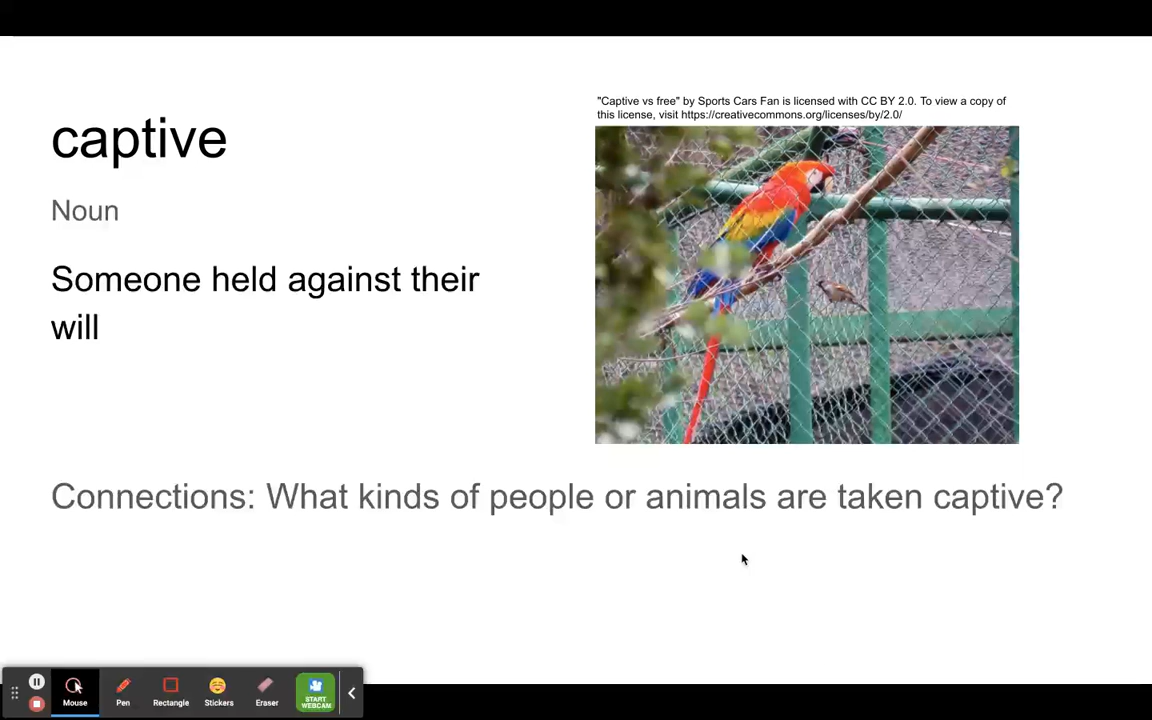 "Captive vs free" by Sports Cars Fan is licensed with CC BY 2.0. To view a copy of
this license, visit https://creativecommons.org/licenses/by/2.0/
captive
Noun
Someone held against their
will
Connections: What kinds of people or animals are taken captive?
Mouse
Pen
Rectangle
Stickers
Eraser
START
WEBCAM